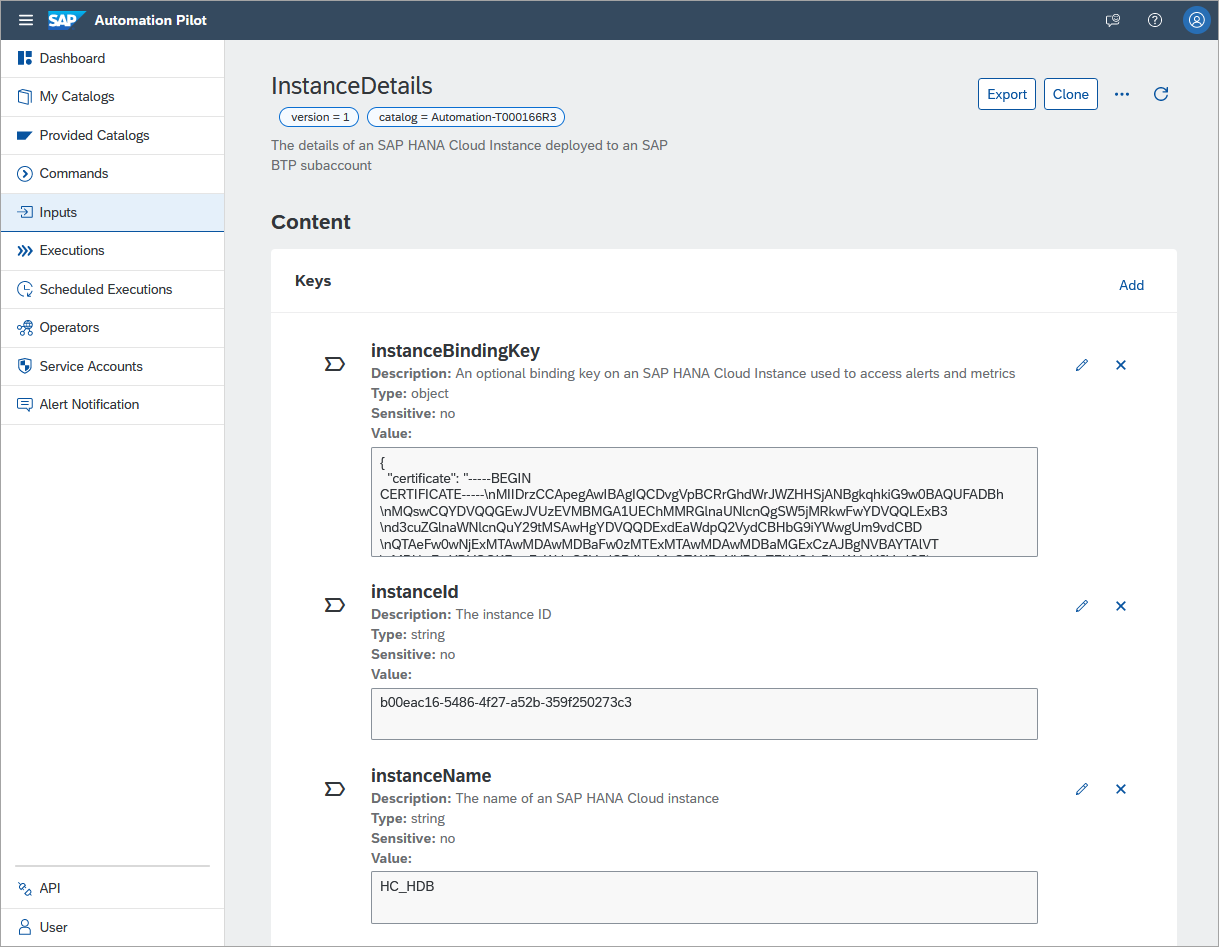 SAP Automation Pilot
Dashboard
My Catalogs
Provided Catalogs
Commands
Inputs
Executions
Scheduled Executions
Operators
Service Accounts
Alert Notification
API
User
InstanceDetails
version = 1
catalog = Automation-T000166R3
The details of an SAP HANA Cloud Instance deployed to an SAP
BTP subaccount
Export
Clone
Content
Keys
Add
instanceBindingKey
Description: An optional binding key on an SAP HANA Cloud Instance used to access alerts and metrics
Type: object
Sensitive: no
Value:
{
"certificate": "-----BEGIN
CERTIFICATE-----\nMIIDrzCCApegAwIBAgIQCDvgVpBCRrGhdWrJWZHHSjANBgkqhkiG9w0BAQUFADBh
\nMQswCQYDVQQGEwJVUzEVMBMGA1UEChMMRGlnaUNlcnQgSW5jMRkwFwYDVQQLExB3
\nd3cuZGlnaWNlcnQuY29tMSAwHgYDVQQDExdEaWdpQ2VydCBHbG9iYWwgUm9vdCBD
\nQTAeFw0wNjExMTAwMDAwMDBaFw0zMTExMTAwMDAwMDBaMGExCzAJBgNVBAYTAlVT
instanceId
Description: The instance ID
Type: string
Sensitive: no
Value:
b00eac16-5486-4f27-a52b-359f250273c3
instanceName
Description: The name of an SAP HANA Cloud instance
Type: string
Sensitive: no
Value:
HC_HDB